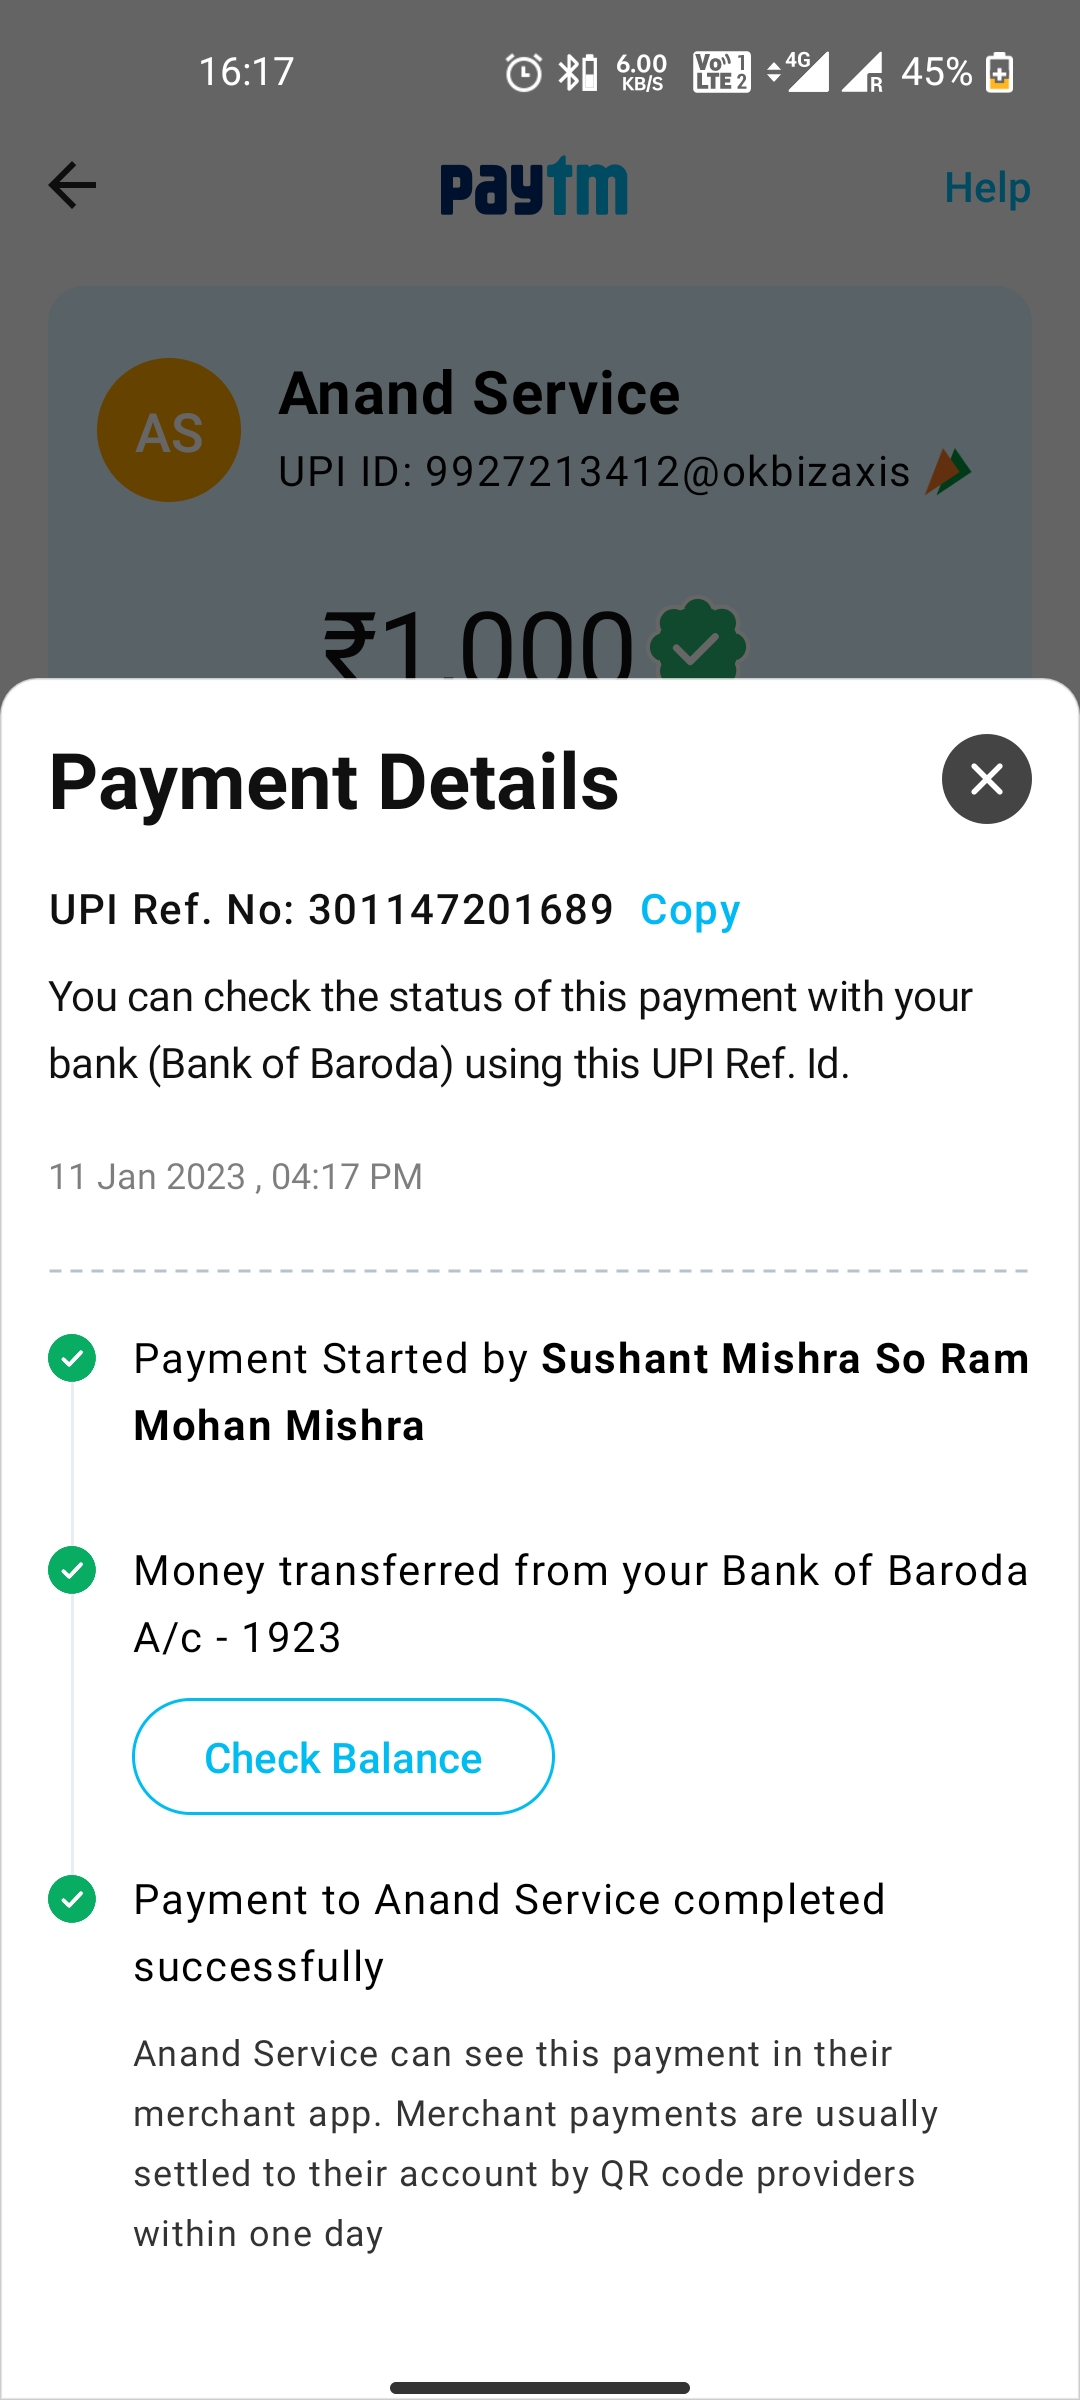 16:17
6.00
KB/S
Vo)) 1
LTE 2
4G
R
45%
paytm
Help
AS
Anand Service
UPI ID: 9927213412@okbizaxis
₹1,000
Payment Details
UPI Ref. No: 301147201689 Copy
You can check the status of this payment with your
bank (Bank of Baroda) using this UPI Ref. Id.
11 Jan 2023 , 04:17 PM
Payment Started by Sushant Mishra So Ram
Mohan Mishra
Money transferred from your Bank of Baroda
A/c - 1923
Check Balance
Payment to Anand Service completed
successfully
Anand Service can see this payment in their
merchant app. Merchant payments are usually
settled to their account by QR code providers
within one day